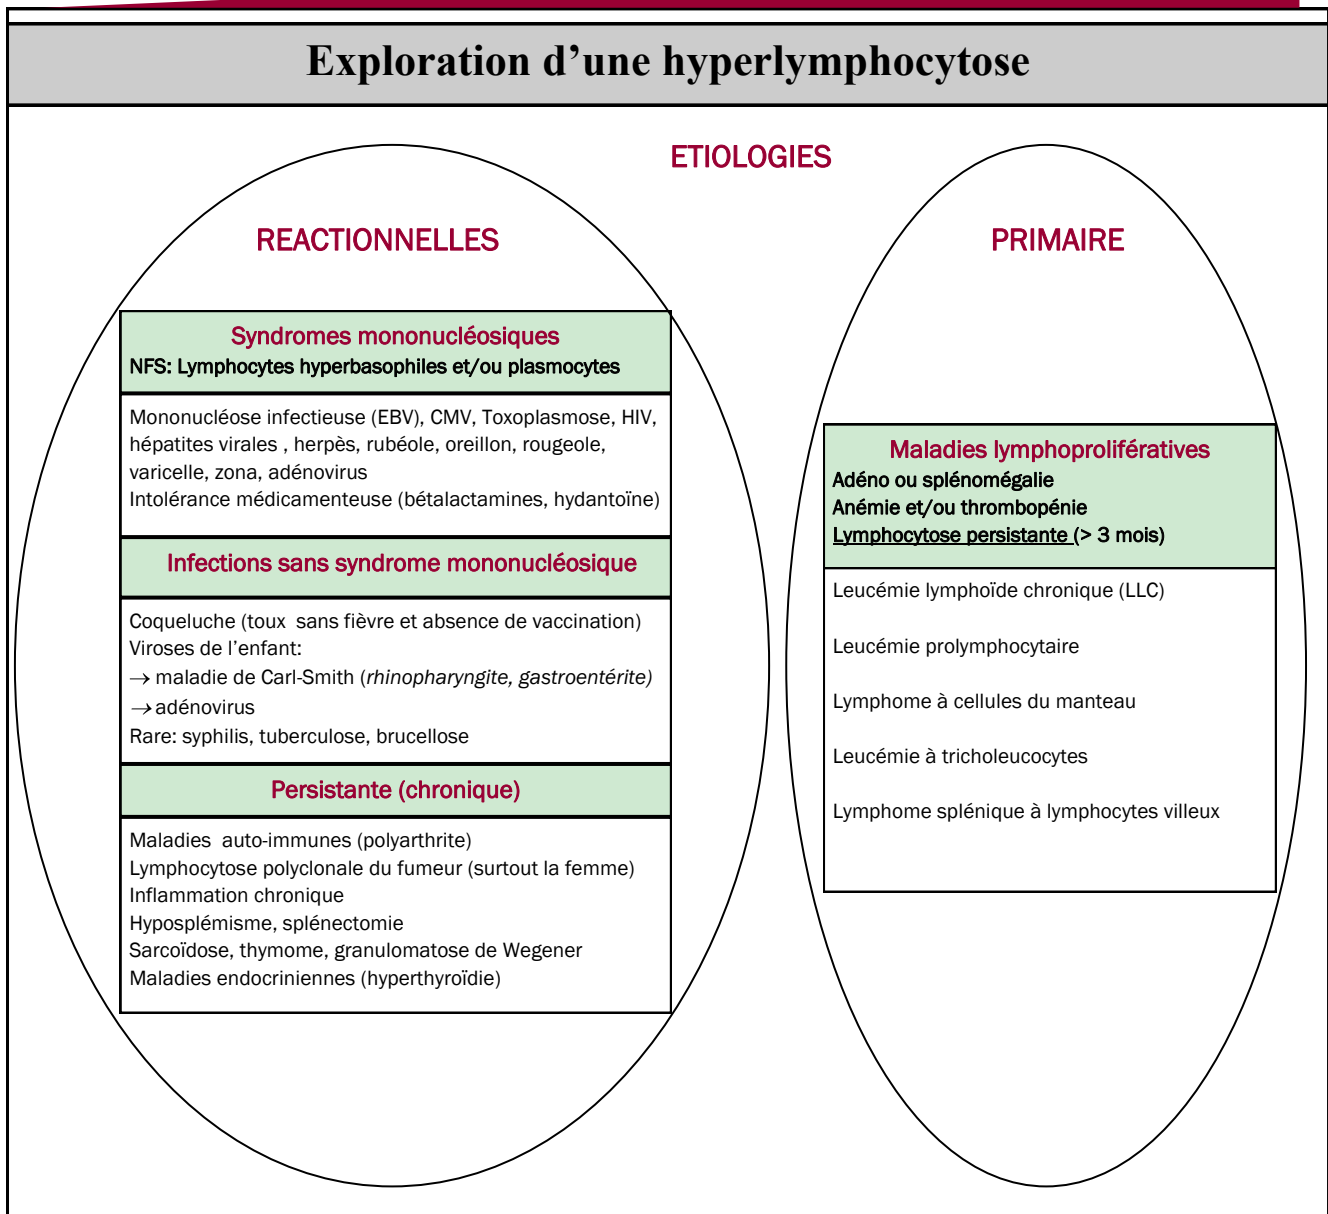 Exploration d'une hyperlymphocytose
ETIOLOGIES
REACTIONNELLES
Syndromes mononucléosiques
NFS: Lymphocytes hyperbasophiles et/ou plasmocytes
Mononucléose infectieuse (EBV), CMV, Toxoplasmose, HIV,
hépatites virales , herpès, rubéole, oreillon, rougeole,
varicelle, zona, adénovirus
Intolérance médicamenteuse (bétalactamines, hydantoïne)
Infections sans syndrome mononucléosique
Coqueluche (toux  sans fièvre et absence de vaccination)
Viroses de l'enfant:
→ maladie de Carl-Smith (rhinopharyngite, gastroentérite)
→ adénovirus
Rare: syphilis, tuberculose, brucellose
Persistante (chronique)
Maladies  auto-immunes (polyarthrite)
Lymphocytose polyclonale du fumeur (surtout la femme)
Inflammation chronique
Hyposplémisme, splénectomie
Sarcoïdose, thymome, granulomatose de Wegener
Maladies endocriniennes (hyperthyroïdie)
PRIMAIRE
Maladies lymphoprolifératives
Adéno ou splénomégalie
Anémie et/ou thrombopénie
Lymphocytose persistante (> 3 mois)
Leucémie lymphoïde chronique (LLC)
Leucémie prolymphocytaire
Lymphome à cellules du manteau
Leucémie à tricholeucocytes
Lymphome splénique à lymphocytes villeux